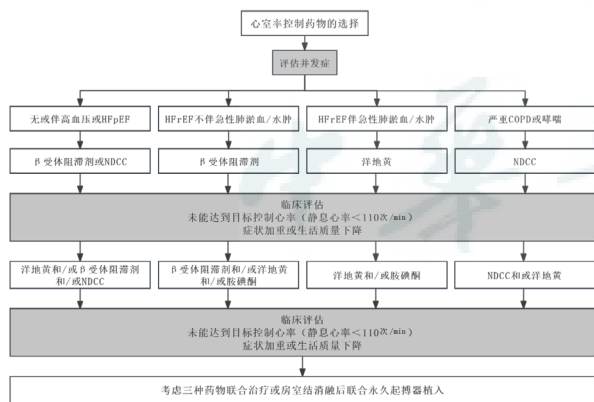 心室率控制药物的选择
评估并发症
无或伴高血压或HFpEF
HFrEF不伴急性肺淤血/水肿
HFrEF伴急性肺淤血/水肿
严重COPD或哮喘
β受体阻滞剂或NDCC
β受体阻滞剂
洋地黄
NDCC
临床评估
未能达到目标控制心率（静息心率＜110次/min）
症状加重或生活质量下降
洋地黄和/或β受体阻滞剂
和/或NDCC
β受体阻滞剂和/或洋地黄
和/或胺碘酮
洋地黄和/或胺碘酮
NDCC和或洋地黄
临床评估
未能达到目标控制心率（静息心率＜110次/min）
症状加重或生活质量下降
考虑三种药物联合治疗或房室结消融后联合永久起搏器植入